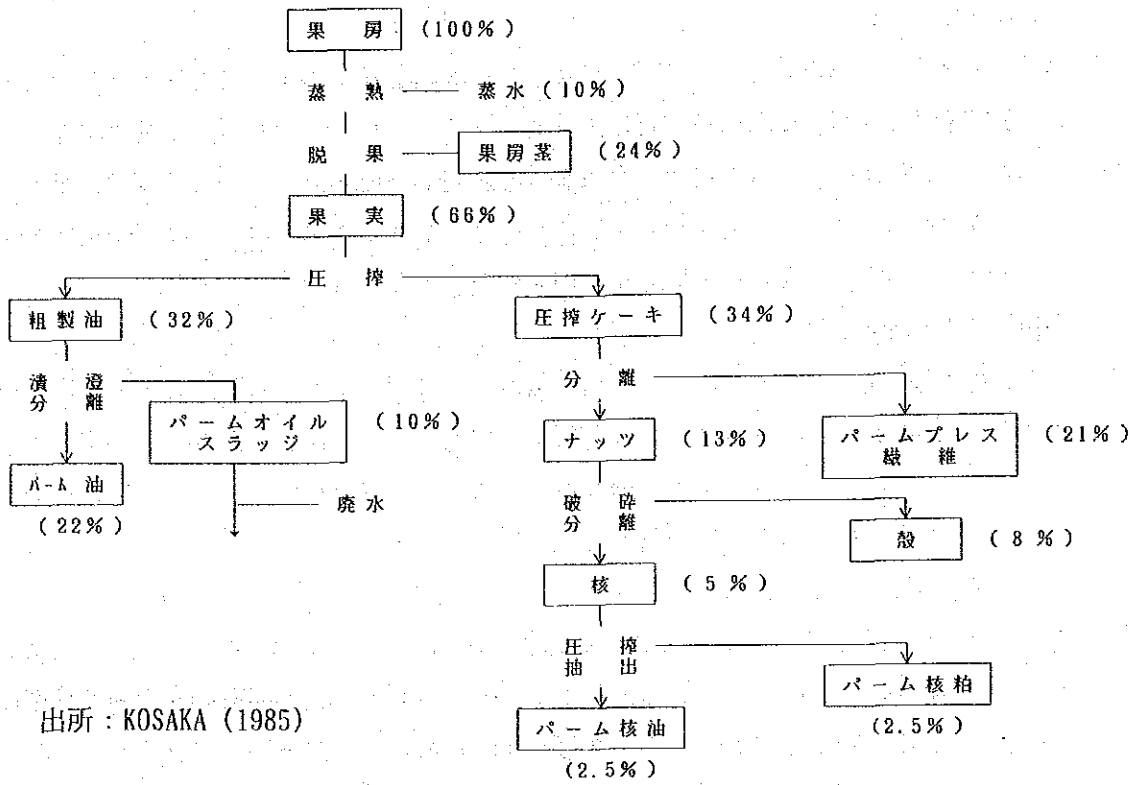 果房 (100%)
蒸熟 蒸水 (10%)
脱果 果房茎 (24%)
果実 (66%)
圧搾
粗製油 (32%)
圧搾ケーキ (34%)
清澄
分離
分離
パームオイル
スラッジ
(10%)
ナッツ (13%)
パームプレス
繊維
(21%)
パーム油
(22%)
廃水
破砕
分離
殻 (8%)
核 (5%)
圧搾
抽出
パーム核粕
(2.5%)
パーム核油
(2.5%)
出所:KOSAKA (1985)